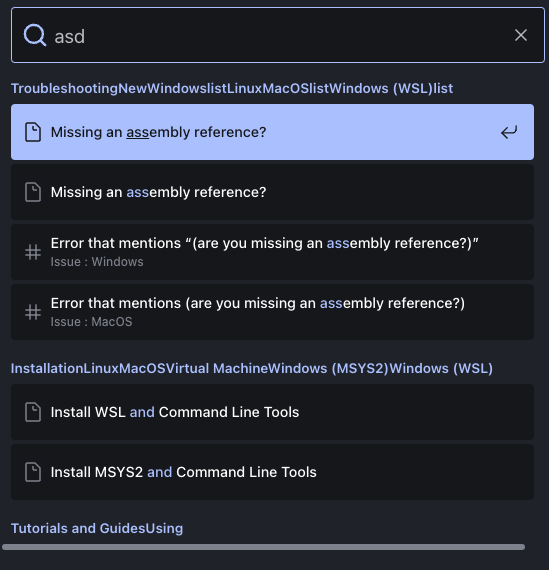 asd
TroubleshootingNewWindowslistLinuxMacOSlistWindows (WSL)list
Missing an assembly reference?
Missing an assembly reference?
Error that mentions “(are you missing an assembly reference?)”
Issue : Windows
Error that mentions (are you missing an assembly reference?)
Issue : MacOS
InstallationLinuxMacOSVirtual MachineWindows (MSYS2)Windows (WSL)
Install WSL and Command Line Tools
Install MSYS2 and Command Line Tools
Tutorials and GuidesUsing